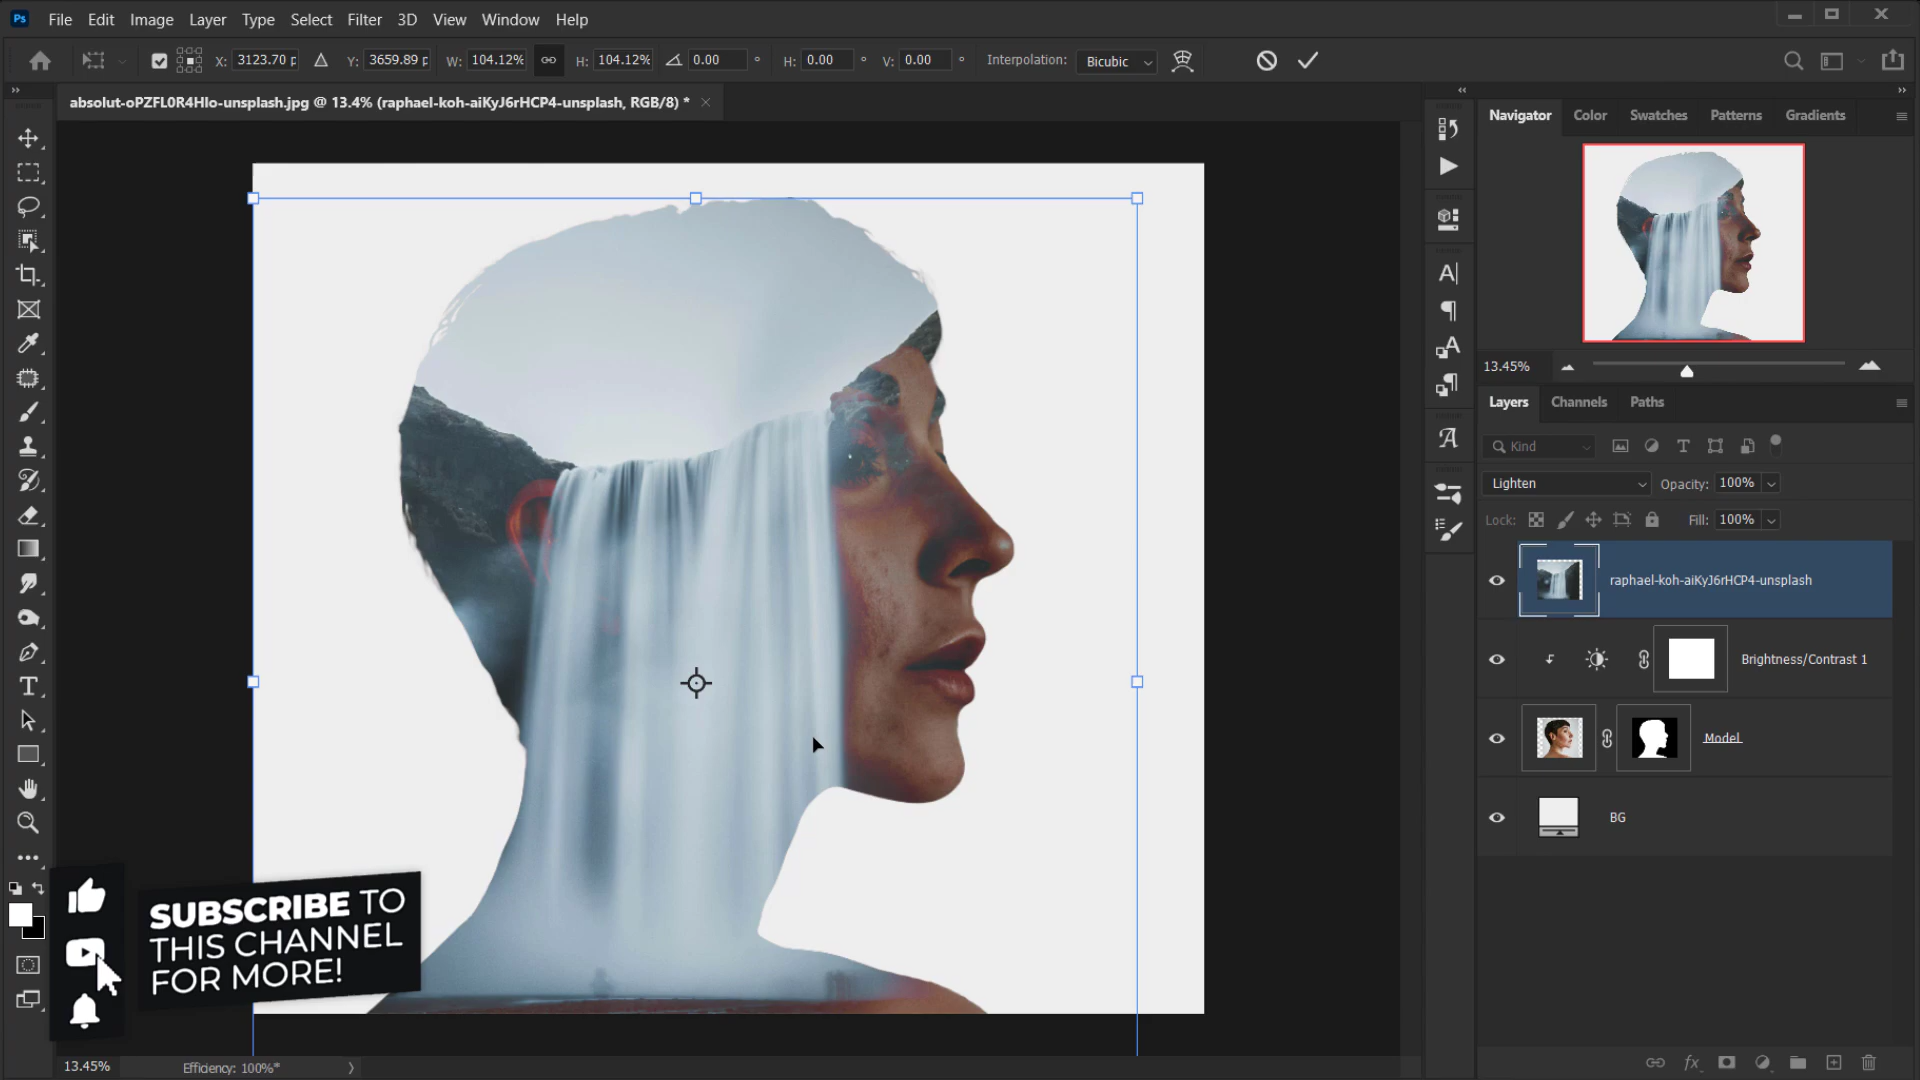 Ps File Edit Image Layer Type Select Filter 3D View Window Help
X: 3123.70 p Y: 3659.89 p W: 104.12% H: 104.12% 0.00 ° H: 0.00 ° V: 0.00 ° Interpolation: Bicubic
absolut-oPZFL0R4HIo-unsplash.jpg @ 13.4% (raphael-koh-aiKyJ6rHCP4-unsplash, RGB/8) *
Navigator Color Swatches Patterns Gradients
13.45%
Layers Channels Paths
Kind
Lighten Opacity: 100%
Lock: Fill: 100%
raphael-koh-aiKyJ6rHCP4-unsplash
Brightness/Contrast 1
Model
BG
SUBSCRIBE TO
THIS CHANNEL
FOR MORE!
13.45% Efficiency: 100%*